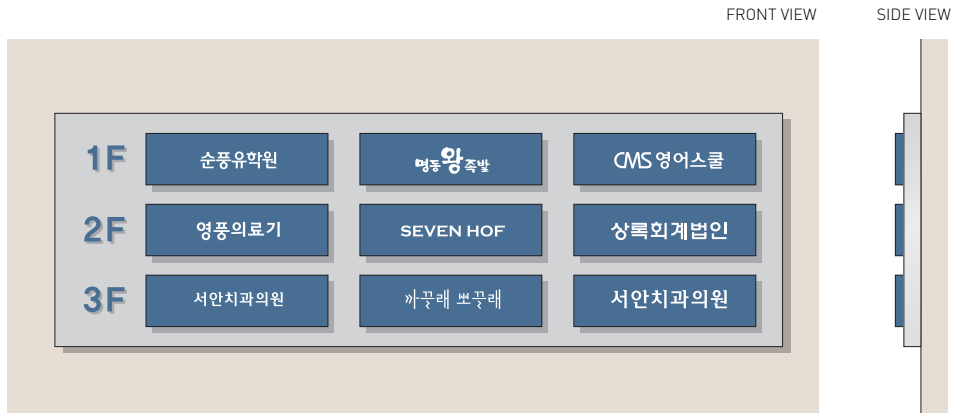 FRONT VIEW SIDE VIEW
1F 순풍유학원 명동왕족발 CMS 영어스쿨
2F 영풍의료기 SEVEN HOF 상록회계법인
3F 서안치과의원 까끌래 뽀끌래 서안치과의원